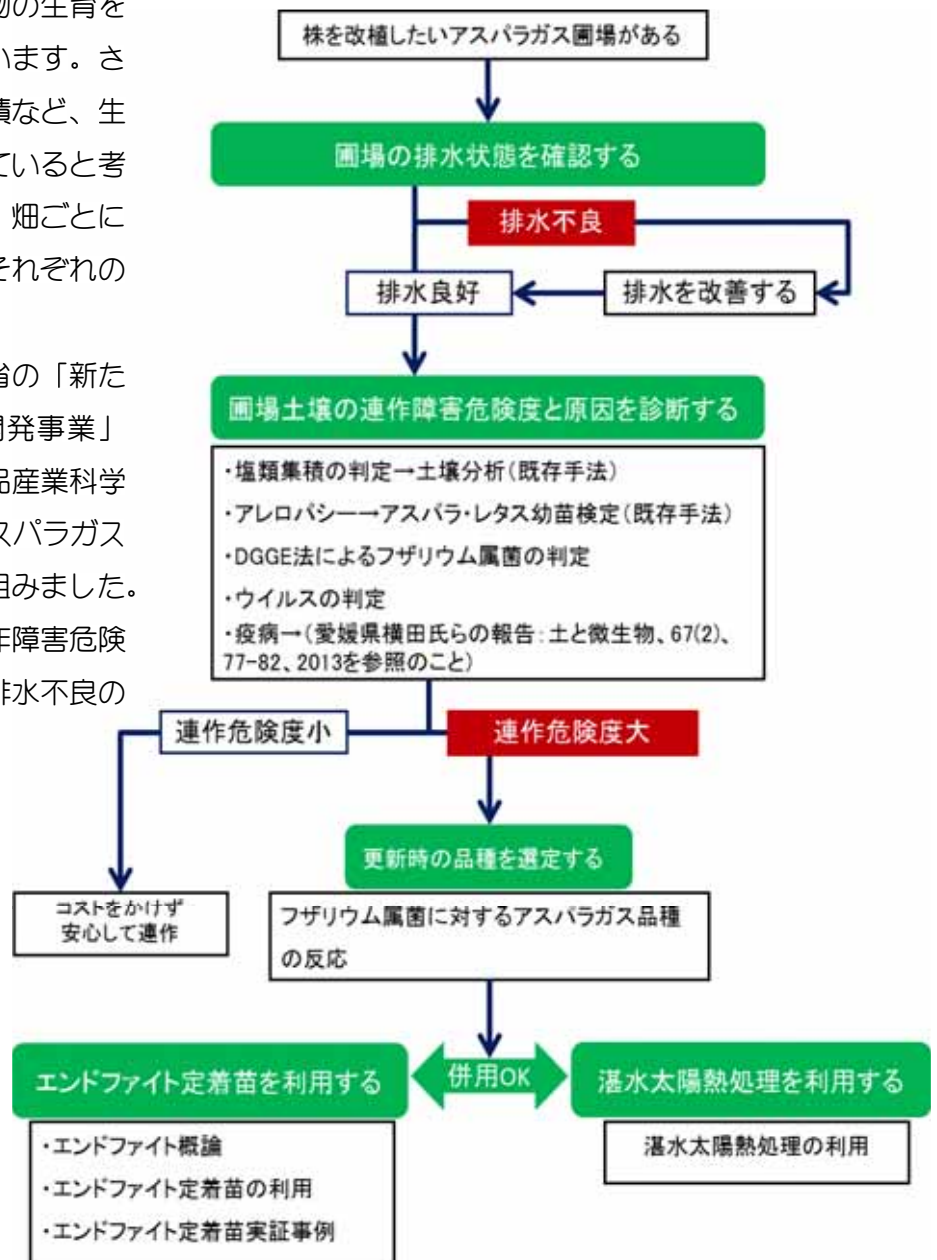 物の生育を
います。さ
積など、生
ていると考
畑ごとに
それぞれの
省の「新た
開発事業」
品産業科学
スパラガス
組みました。
作障害危険
排水不良の
株を改植したいアスパラガス圃場がある
圃場の排水状態を確認する
排水不良
排水良好
排水を改善する
圃場土壌の連作障害危険度と原因を診断する
・塩類集積の判定→土壌分析(既存手法)
・アレロパシー→アスパラ・レタス幼苗検定(既存手法)
・DGGE法によるフザリウム属菌の判定
・ウイルスの判定
・疫病→(愛媛県横田氏らの報告:土と微生物、67(2)、
77-82、2013を参照のこと)
連作危険度小
連作危険度大
更新時の品種を選定する
コストをかけず
安心して連作
フザリウム属菌に対するアスパラガス品種
の反応
エンドファイト定着苗を利用する
併用OK
湛水太陽熱処理を利用する
・エンドファイト概論
・エンドファイト定着苗の利用
・エンドファイト定着苗実証事例
湛水太陽熱処理の利用